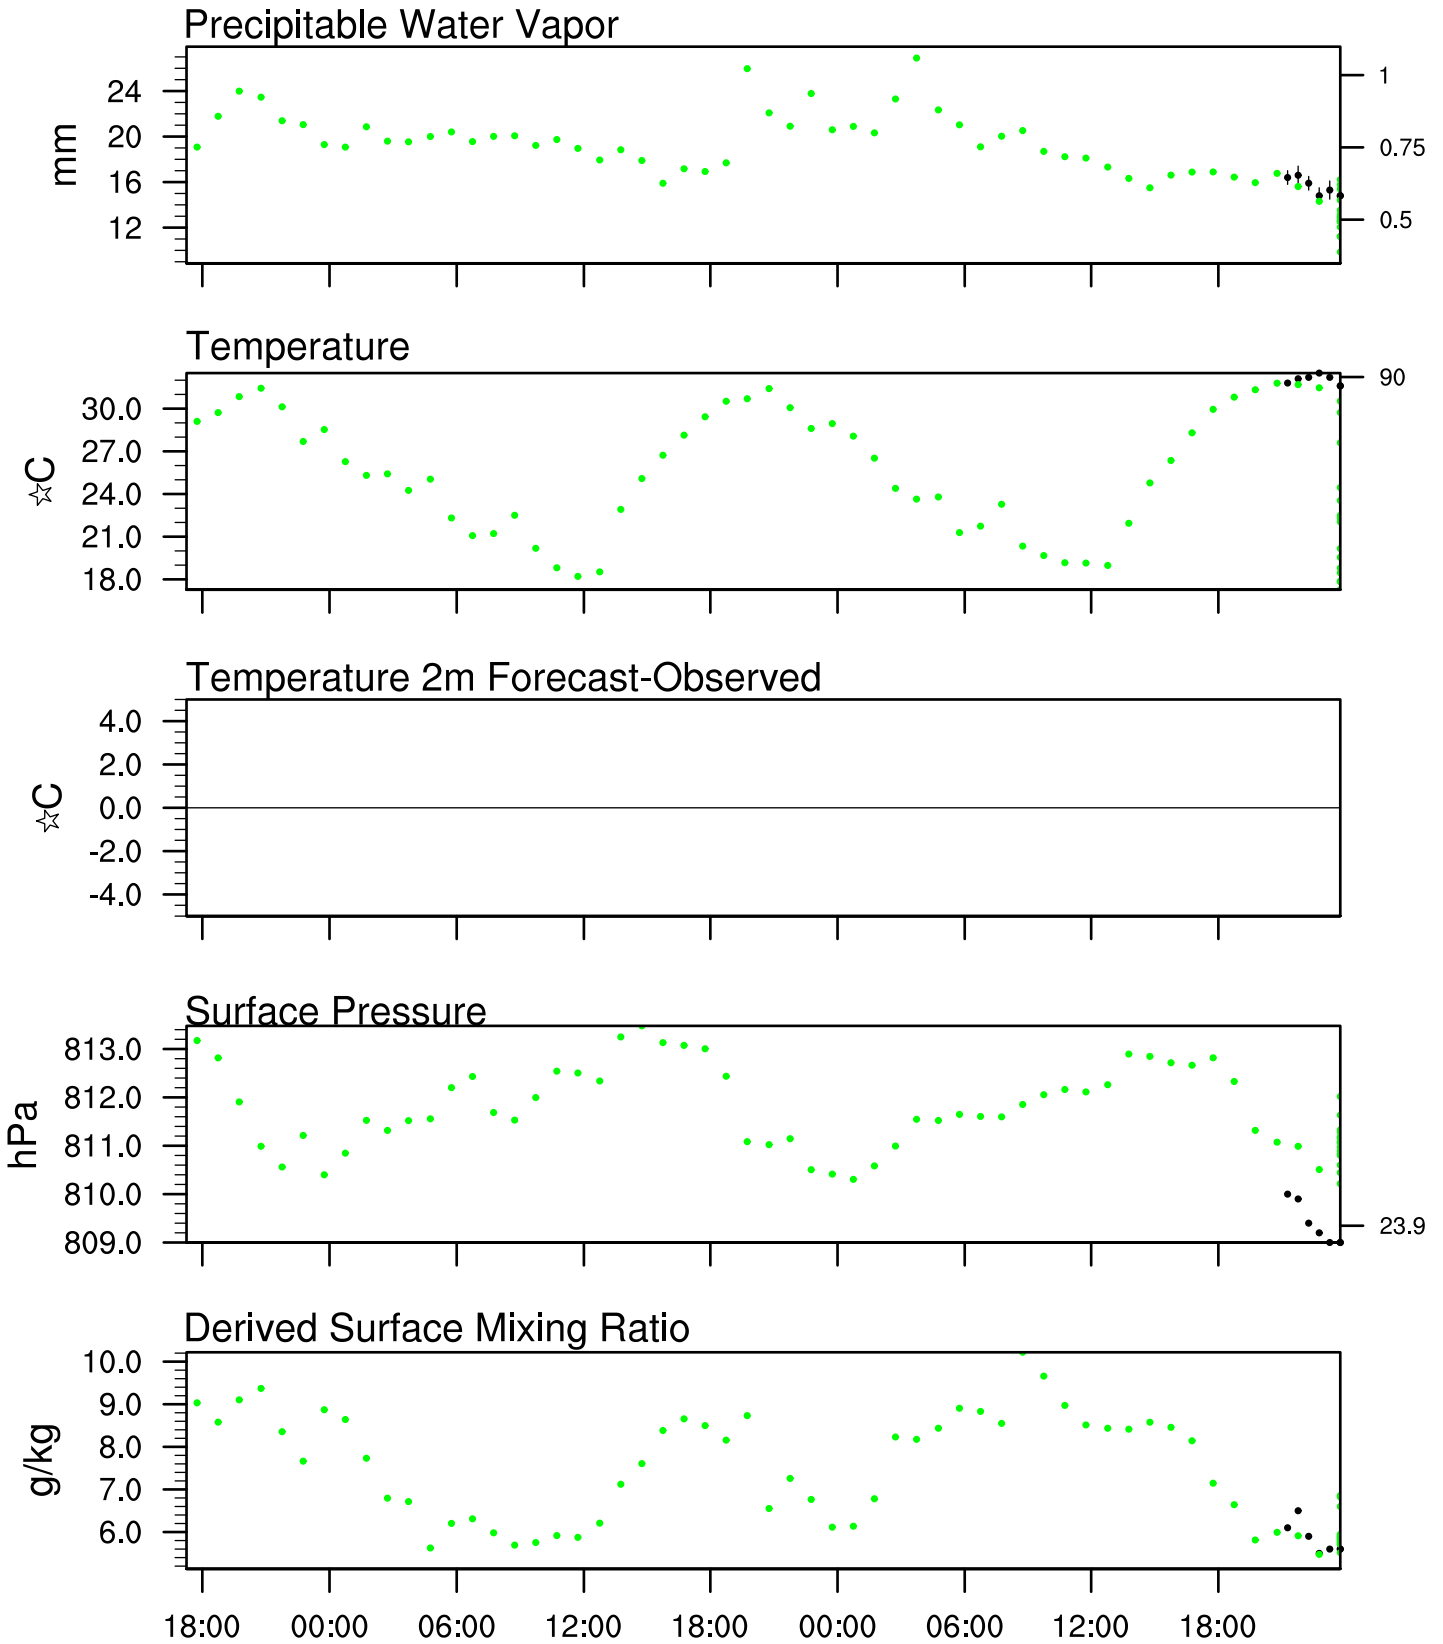 Precipitable Water Vapor
mm
24
20
16
12
1
0.75
0.5
Temperature
☆C
30.0
27.0
24.0
21.0
18.0
90
Temperature 2m Forecast-Observed
☆C
4.0
2.0
0.0
-2.0
-4.0
Surface Pressure
hPa
813.0
812.0
811.0
810.0
809.0
23.9
Derived Surface Mixing Ratio
g/kg
10.0
9.0
8.0
7.0
6.0
18:00 00:00 06:00 12:00 18:00 00:00 06:00 12:00 18:00